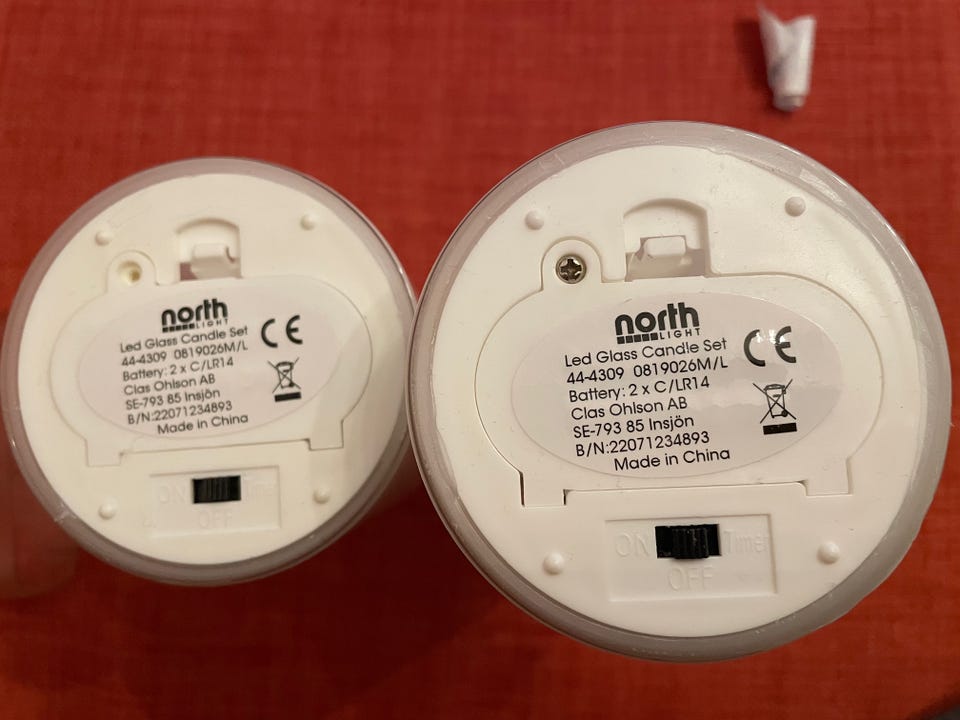 north
LIGHT
Led Glass Candle Set
44-4309 0819026M/L
Battery: 2 x C/LR14
Clas Ohlson AB
SE-793 85 Insjön
B/N:22071234893
Made in China
CE
ON Timer
OFF
north
LIGHT
Led Glass Candle Set
44-4309 0819026M/L
Battery: 2 x C/LR14
Clas Ohlson AB
SE-793 85 Insjön
B/N:22071234893
Made in China
CE
ON Timer
OFF